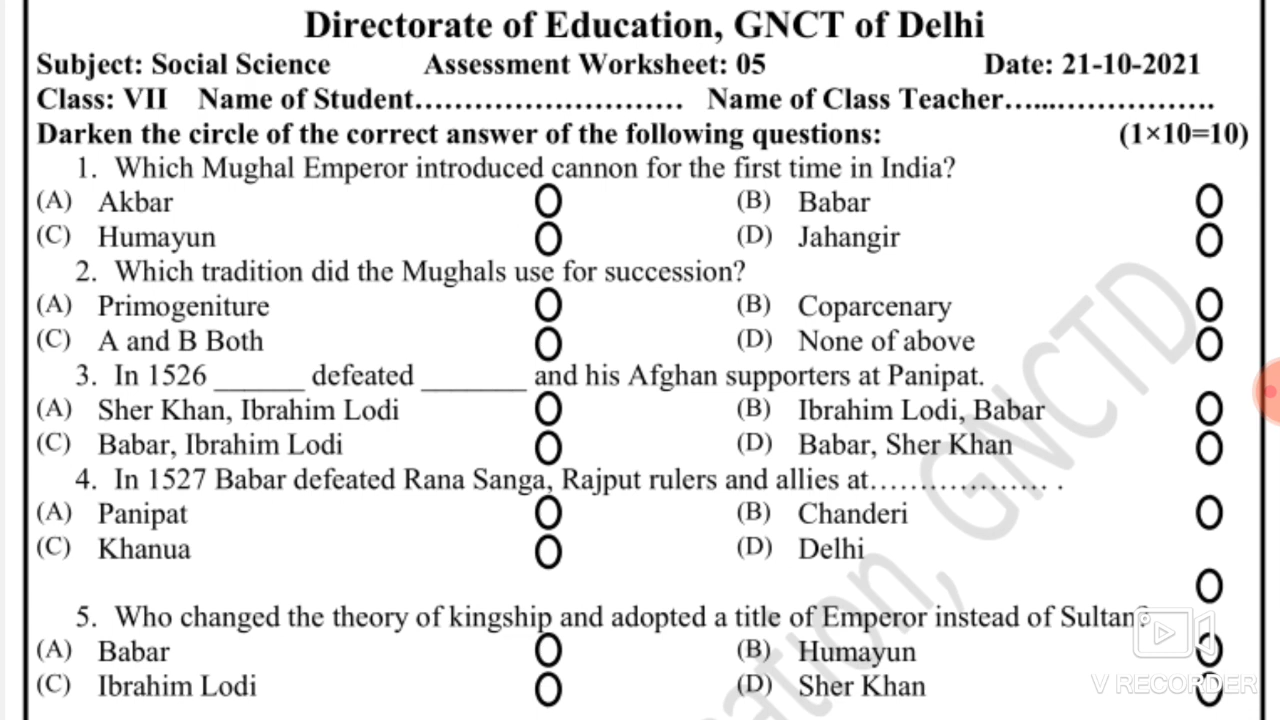 Directorate of Education, GNCT of Delhi
Subject: Social Science Assessment Worksheet: 05 Date: 21-10-2021
Class: VII Name of Student........................... Name of Class Teacher......................
Darken the circle of the correct answer of the following questions: (1×10=10)
1. Which Mughal Emperor introduced cannon for the first time in India?
(A) Akbar O (B) Babar O
(C) Humayun O (D) Jahangir O
2. Which tradition did the Mughals use for succession?
(A) Primogeniture O (B) Coparcenary O
(C) A and B Both O (D) None of above O
3. In 1526 ______ defeated _______ and his Afghan supporters at Panipat.
(A) Sher Khan, Ibrahim Lodi O (B) Ibrahim Lodi, Babar O
(C) Babar, Ibrahim Lodi O (D) Babar, Sher Khan O
4. In 1527 Babar defeated Rana Sanga, Rajput rulers and allies at.................. .
(A) Panipat O (B) Chanderi O
(C) Khanua O (D) Delhi O
5. Who changed the theory of kingship and adopted a title of Emperor instead of Sultan?
(A) Babar O (B) Humayun O
(C) Ibrahim Lodi O (D) Sher Khan O
GNCTD
V RECORDER